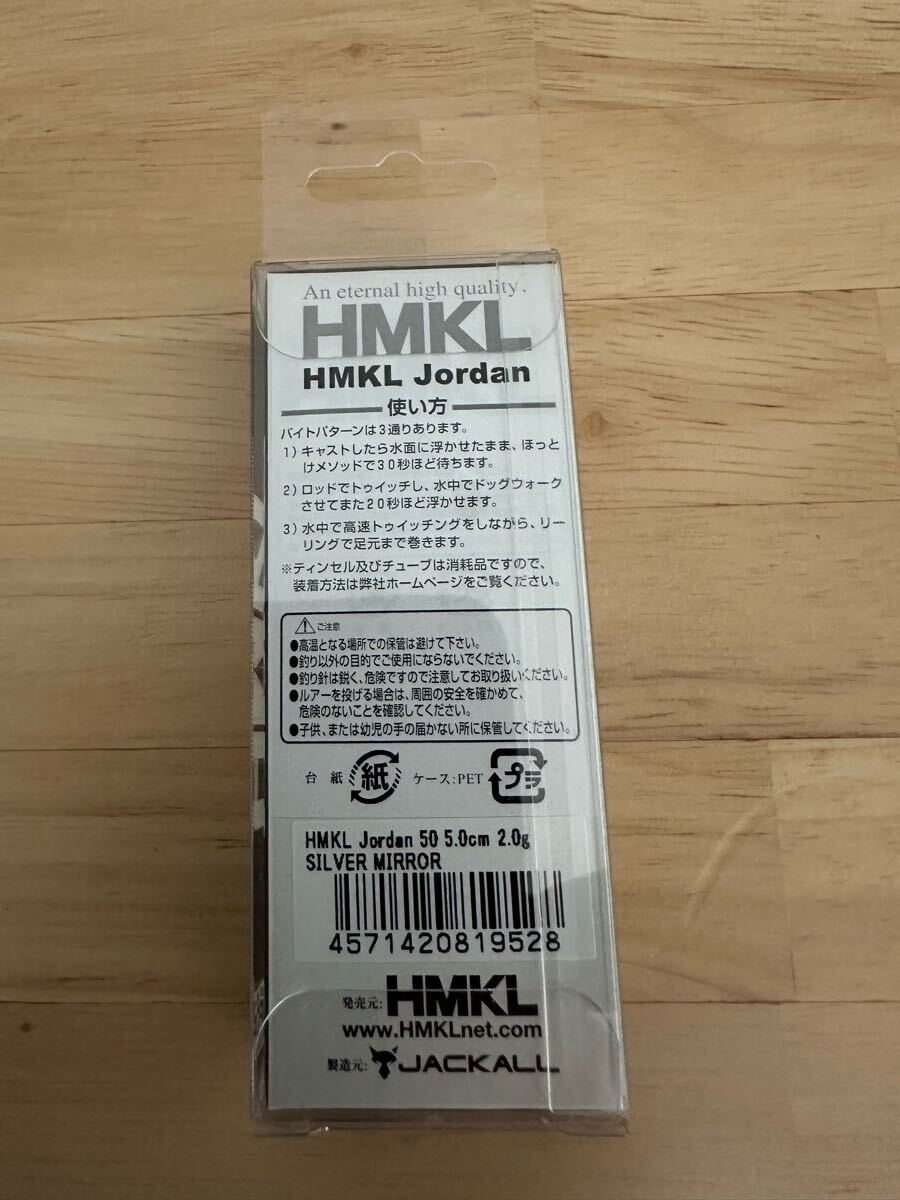 An eternal high quality.
HMKL
HMKL Jordan
使い方
バイトパターンは3通りあります。
1）キャストしたら水面に浮かせたまま、ほっと
けメソッドで30秒ほど待ちます。
2）ロッドでトゥイッチし、水中でドッグウォーク
させてまた20秒ほど浮かせます。
3）水中で高速トゥイッチングをしながら、リー
リングで足元まで巻きます。
※ティンセル及びチューブは消耗品ですので、
装着方法は弊社ホームページをご覧ください。
ご注意
●高温となる場所での保管は避けて下さい。
●釣り以外の目的でご使用にならないでください。
●釣り針は鋭く、危険ですので注意してお取り扱いください。
●ルアーを投げる場合は、周囲の安全を確かめて、
危険のないことを確認してください。
●子供、または幼児の手の届かない所に保管してください。
台紙 紙 ケース:PET プラ
HMKL Jordan 50 5.0cm 2.0g
SILVER MIRROR
4571420819528
発売元: HMKL
www.HMKLnet.com
製造元: JACKALL